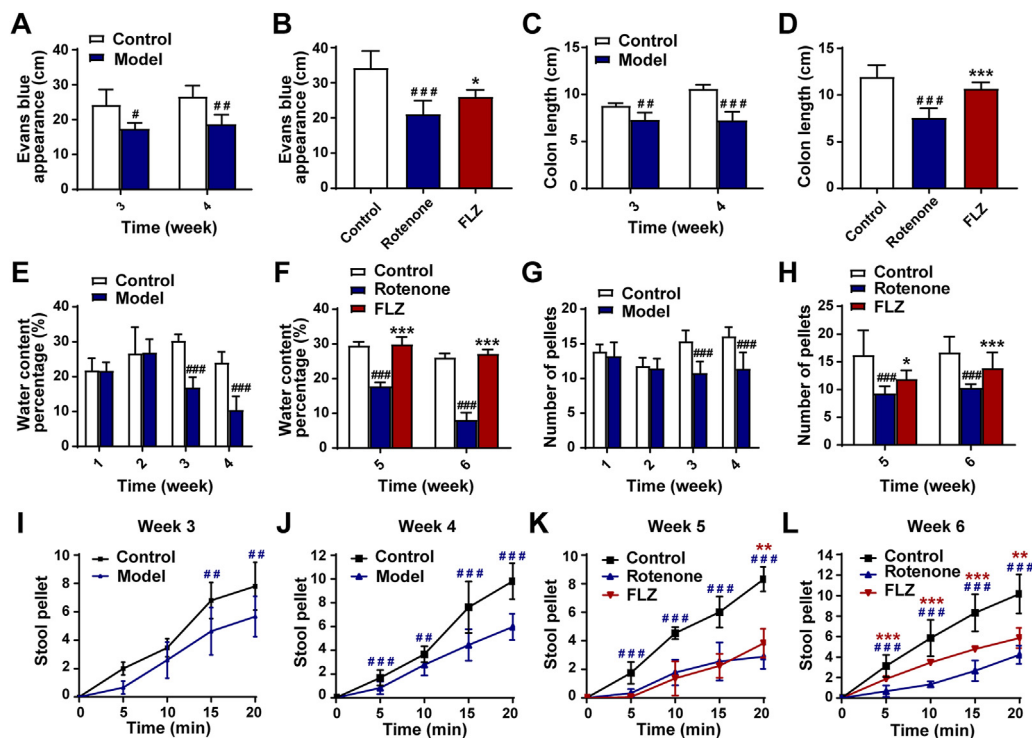 A
Control
Model
Evans blue
appearance (cm)
40
30
20
10
0
#
##
3
4
Time (week)
B
Evans blue
appearance (cm)
50
40
30
20
10
0
###
*
Control
Rotenone
FLZ
C
Control
Model
Colon length (cm)
15
10
5
0
##
###
3
4
Time (week)
D
Colon length (cm)
15
10
5
0
###
***
Control
Rotenone
FLZ
E
Control
Model
Water content
percentage (%)
40
30
20
10
0
###
###
1
2
3
4
Time (week)
F
Control
Rotenone
FLZ
Water content
percentage (%)
40
30
20
10
0
###
***
###
***
5
6
Time (week)
G
Control
Model
Number of pellets
20
15
10
5
0
###
###
1
2
3
4
Time (week)
H
Control
Rotenone
FLZ
Number of pellets
25
20
15
10
5
0
###
*
###
***
5
6
Time (week)
I
Week 3
Control
Model
Stool pellet
10
8
6
4
2
0
##
##
0
5
10
15
20
Time (min)
J
Week 4
Control
Model
Stool pellet
12
10
8
6
4
2
0
###
##
###
###
0
5
10
15
20
Time (min)
K
Week 5
Control
Rotenone
FLZ
Stool pellet
10
8
6
4
2
0
###
###
###
**
###
0
5
10
15
20
Time (min)
L
Week 6
Control
Rotenone
FLZ
Stool pellet
14
12
10
8
6
4
2
0
***
###
***
###
***
###
**
###
0
5
10
15
20
Time (min)